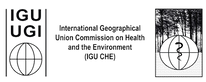 IGU
UGI
International Geographical
Union Commission on Health
and the Environment
(IGU CHE)